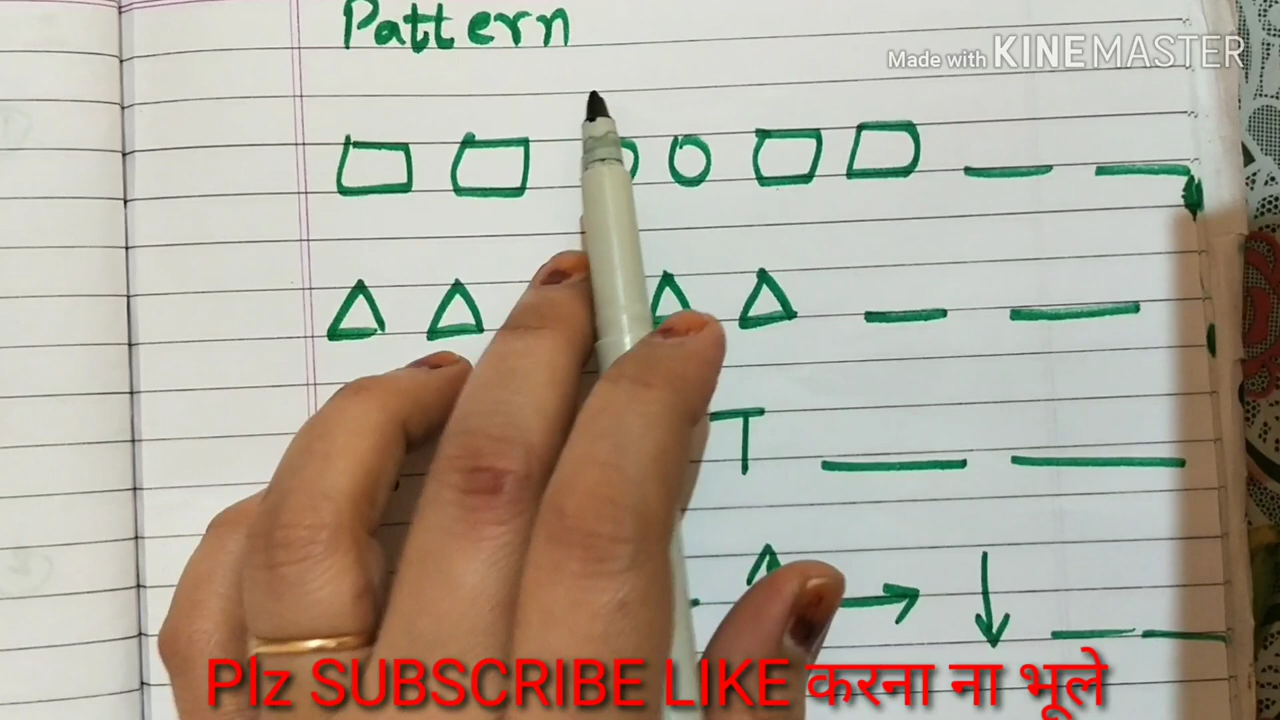 Pattern
Made with KINEMASTER
T
Plz SUBSCRIBE LIKE करना ना भूले